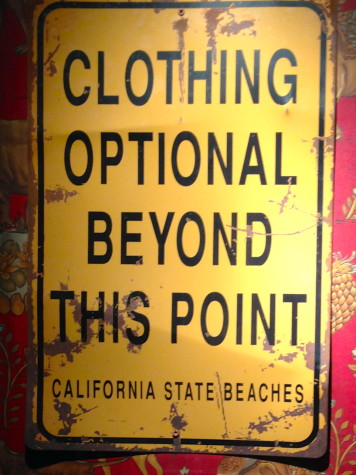 CLOTHING
OPTIONAL
BEYOND
THIS POINT
CALIFORNIA STATE BEACHES